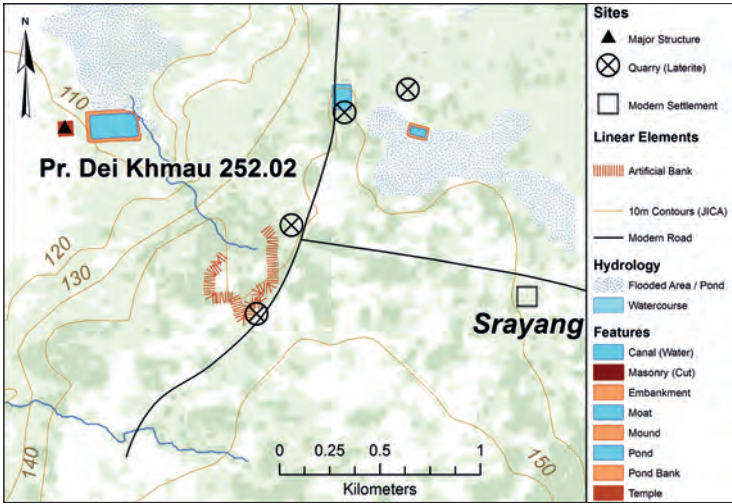 N
110
Pr. Dei Khmau 252.02
120
130
140
Srayang
150
0 0.25 0.5 1
Kilometers
Sites
Major Structure
Quarry (Laterite)
Modern Settlement
Linear Elements
Artificial Bank
10m Contours (JICA)
Modern Road
Hydrology
Flooded Area / Pond
Watercourse
Features
Canal (Water)
Masonry (Cut)
Embankment
Moat
Mound
Pond
Pond Bank
Temple